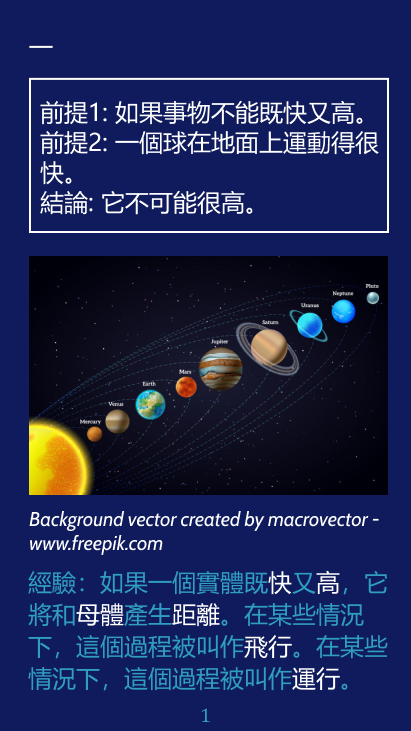 一
前提1: 如果事物不能既快又高。
前提2: 一個球在地面上運動得很
快。
結論: 它不可能很高。
Pluto
Neptune
Uranus
Saturn
Jupiter
Mars
Earth
Venus
Mercury
Background vector created by macrovector -
www.freepik.com
經驗：如果一個實體既快又高，它
將和母體產生距離。在某些情況
下，這個過程被叫作飛行。在某些
情況下，這個過程被叫作運行。
1